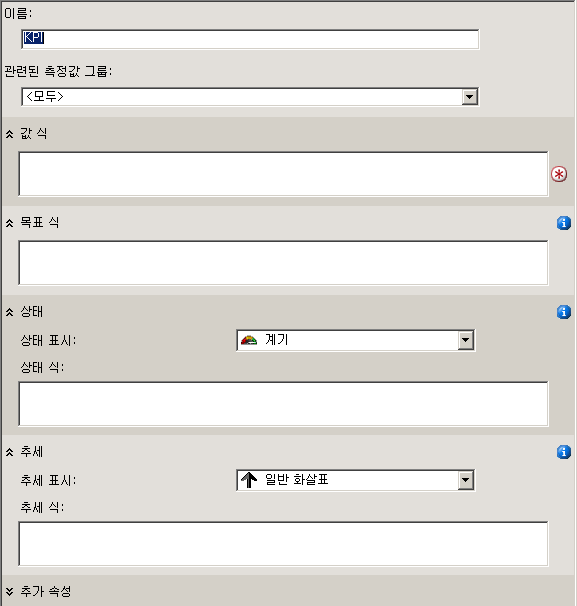 이름:
KPI
관련된 측정값 그룹:
<모두>
값 식
목표 식
상태
상태 표시: 계기
상태 식:
추세
추세 표시: 일반 화살표
추세 식:
추가 속성